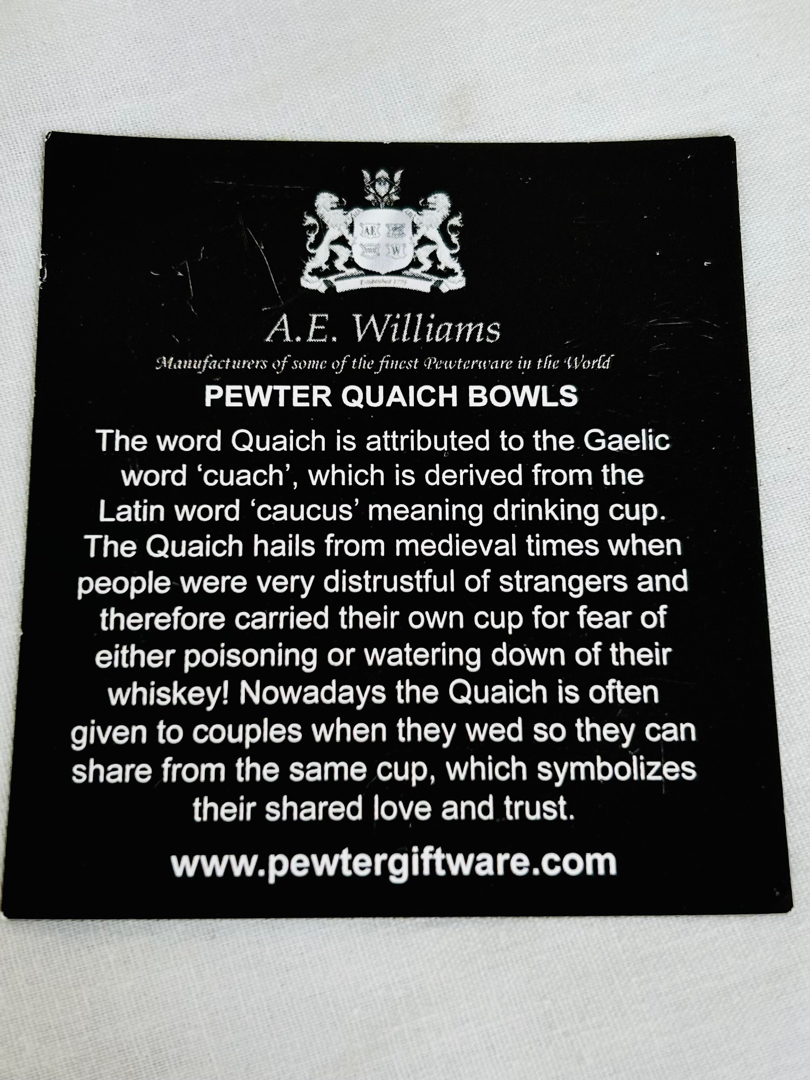 AE
W
Established 1779
A.E. Williams
Manufacturers of some of the finest Pewterware in the World
PEWTER QUAICH BOWLS
The word Quaich is attributed to the Gaelic
word ‘cuach’, which is derived from the
Latin word ‘caucus’ meaning drinking cup.
The Quaich hails from medieval times when
people were very distrustful of strangers and
therefore carried their own cup for fear of
either poisoning or watering down of their
whiskey! Nowadays the Quaich is often
given to couples when they wed so they can
share from the same cup, which symbolizes
their shared love and trust.
www.pewtergiftware.com